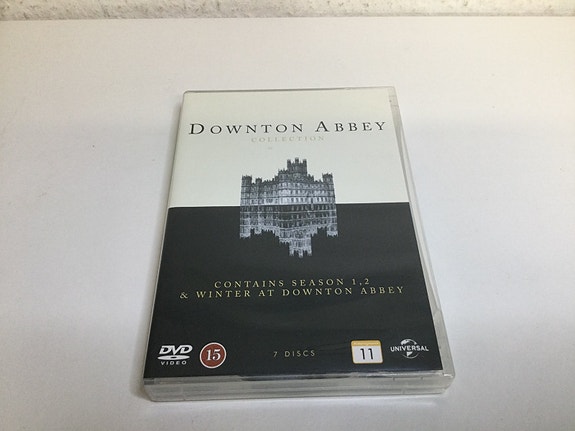 DOWNTON ABBEY
COLLECTION
CONTAINS SEASON 1,2
& WINTER AT DOWNTON ABBEY
DVD
VIDEO
15
7 DISCS
11
UNIVERSAL